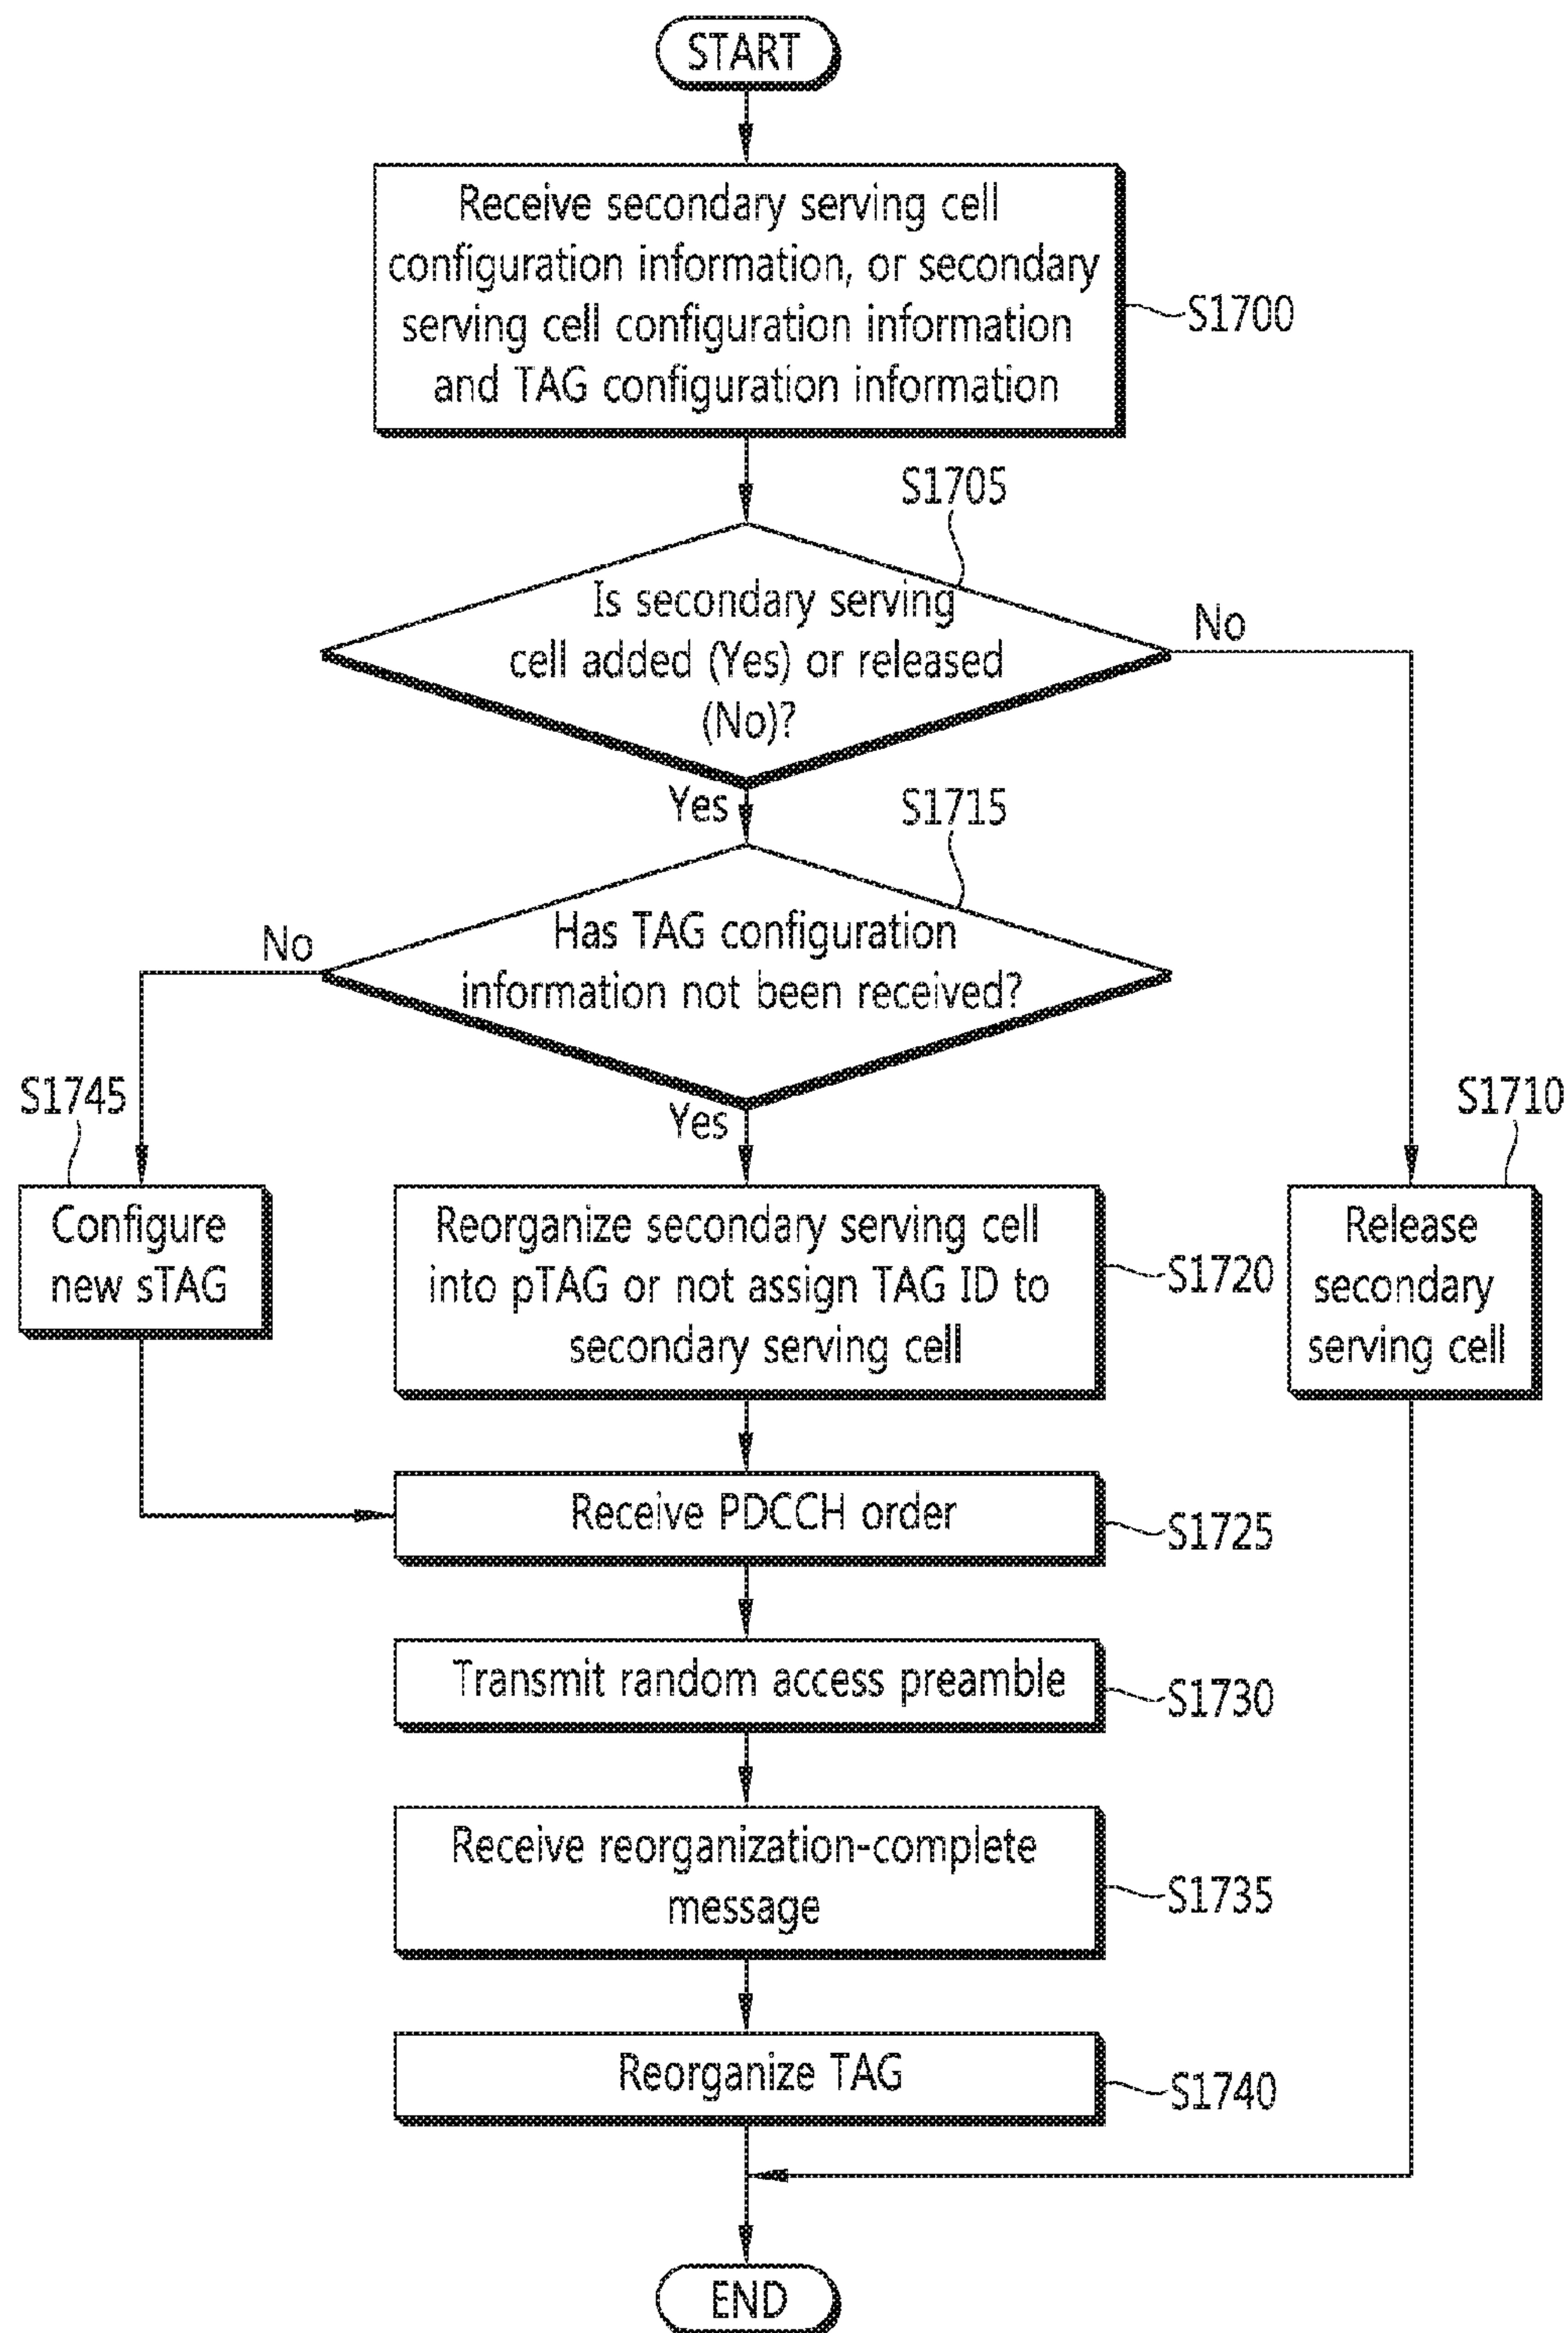 START
Receive secondary serving cell
configuration information, or secondary
serving cell configuration information
and TAG configuration information
S1700
S1705
Is secondary serving
cell added (Yes) or released
(No)?
No
Yes
S1715
Has TAG configuration
information not been received?
No
Yes
S1745
Configure
new sTAG
Reorganize secondary serving cell
into pTAG or not assign TAG ID to
secondary serving cell
S1720
S1710
Release
secondary
serving cell
Receive PDCCH order
S1725
Transmit random access preamble
S1730
Receive reorganization-complete
message
S1735
Reorganize TAG
S1740
END